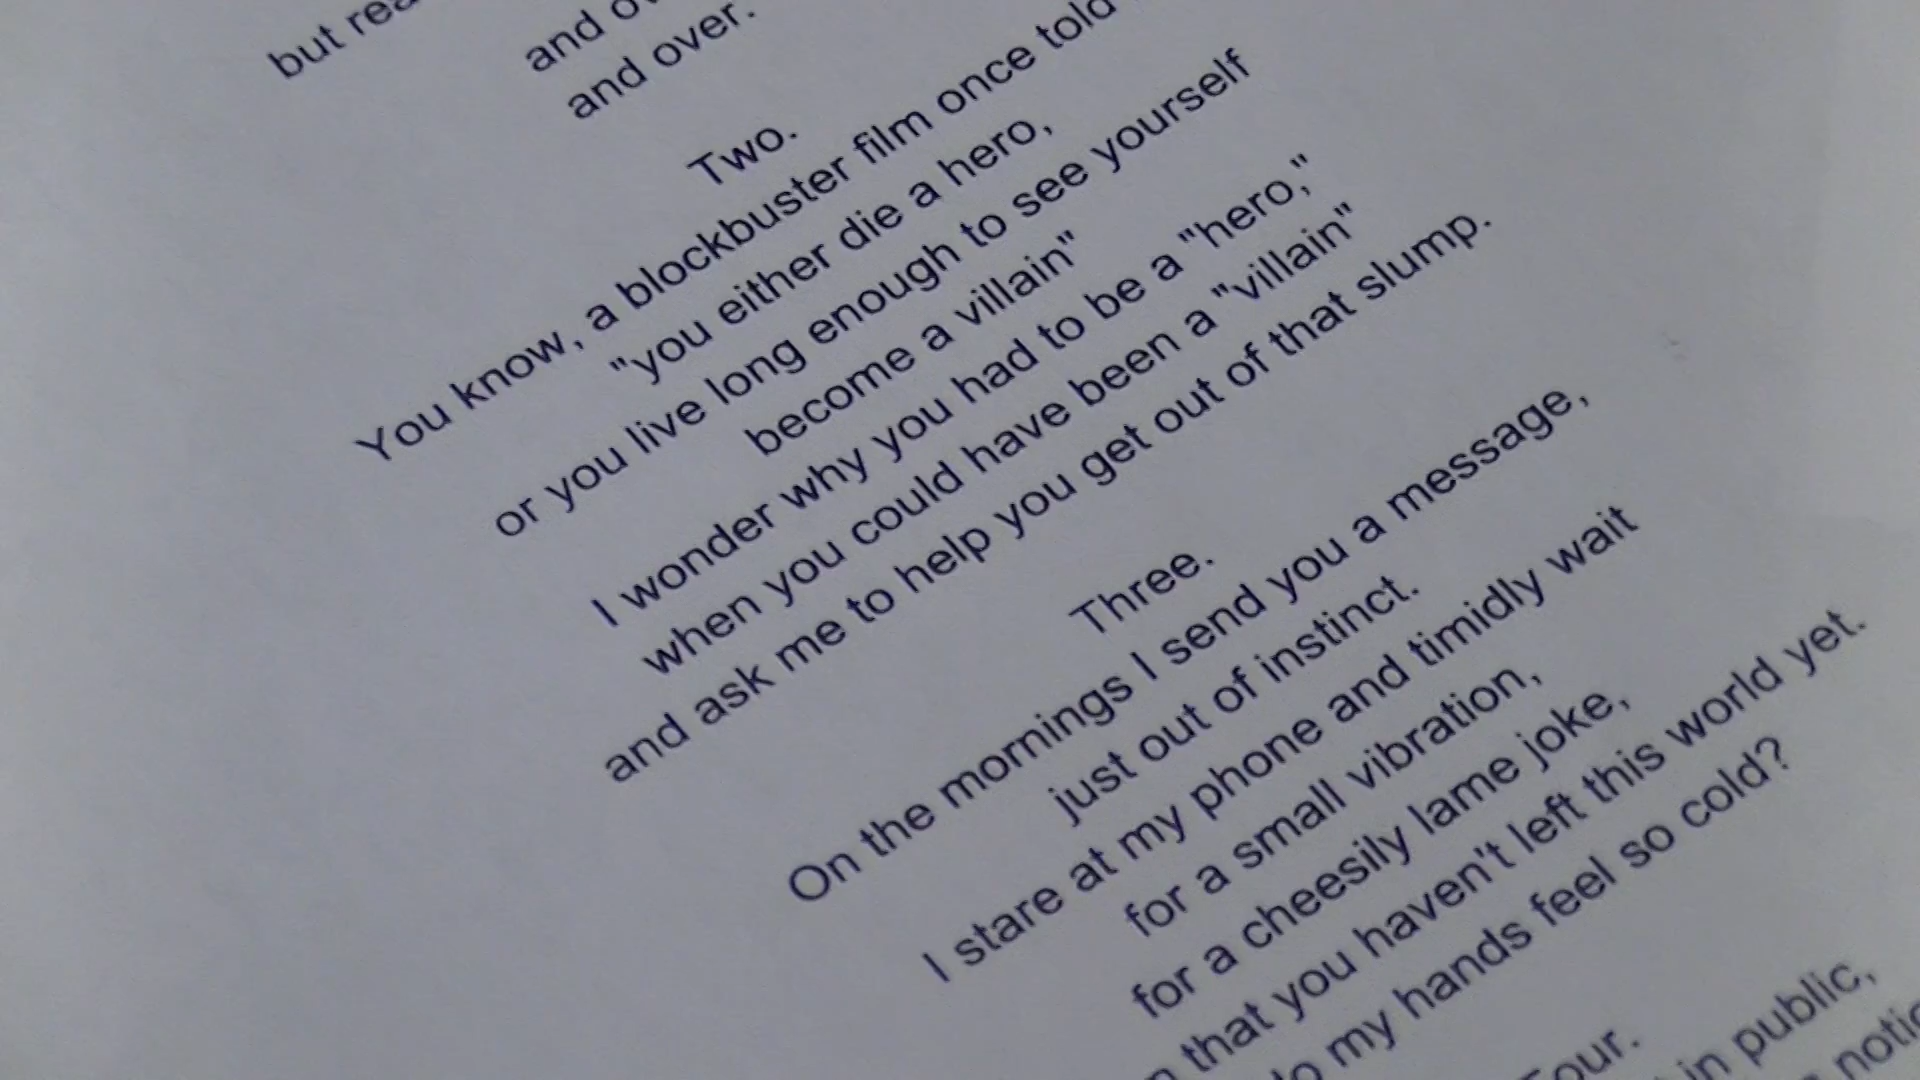 but
and
and over.
Two.
You know, a blockbuster film once told
"you either die a hero,
or you live long enough to see yourself
become a villain"
I wonder why you had to be a "hero,"
when you could have been a "villain"
and ask me to help you get out of that slump.
Three.
On the mornings I send you a message,
just out of instinct.
I stare at my phone and timidly wait
for a small vibration,
for a cheesily lame joke,
that you haven't left this world yet.
my hands feel so cold?
Four.
in public,